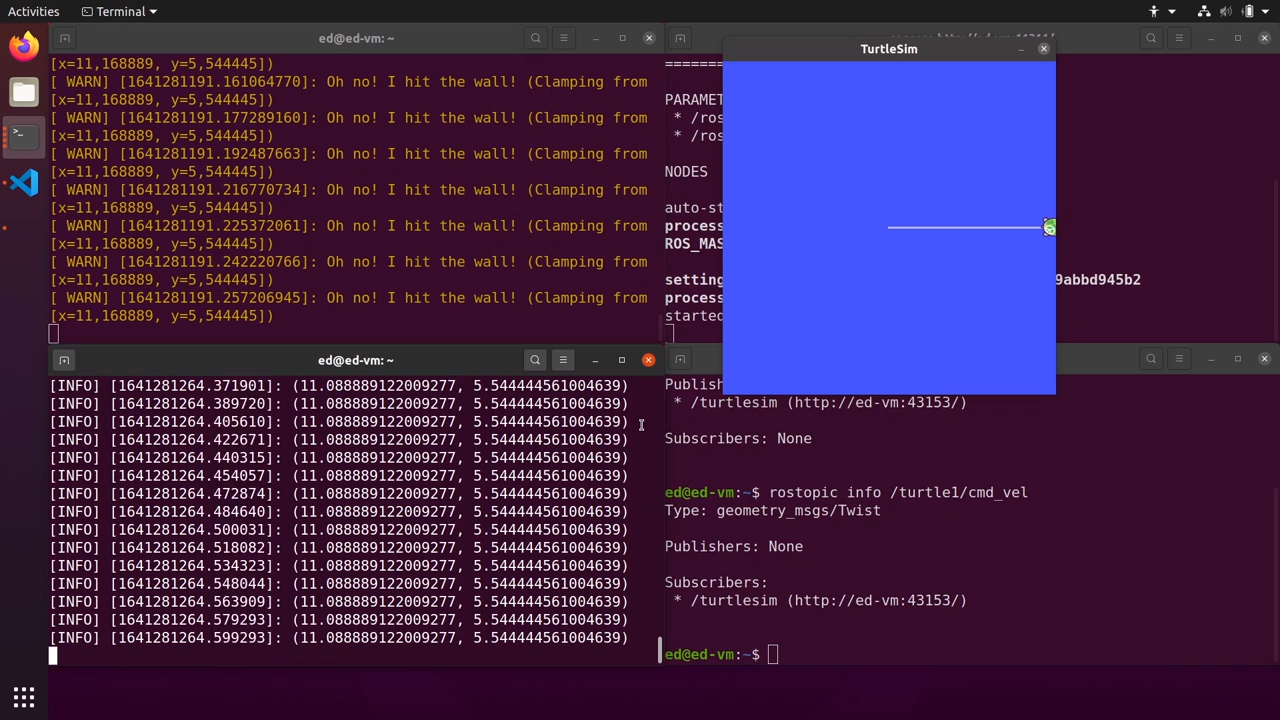 Activities
Terminal
ed@ed-vm: ~
[x=11,168889, y=5,544445])
[ WARN] [1641281191.161064770]: Oh no! I hit the wall! (Clamping from
[x=11,168889, y=5,544445])
[ WARN] [1641281191.177289160]: Oh no! I hit the wall! (Clamping from
[x=11,168889, y=5,544445])
[ WARN] [1641281191.192487663]: Oh no! I hit the wall! (Clamping from
[x=11,168889, y=5,544445])
[ WARN] [1641281191.216770734]: Oh no! I hit the wall! (Clamping from
[x=11,168889, y=5,544445])
[ WARN] [1641281191.225372061]: Oh no! I hit the wall! (Clamping from
[x=11,168889, y=5,544445])
[ WARN] [1641281191.242220766]: Oh no! I hit the wall! (Clamping from
[x=11,168889, y=5,544445])
[ WARN] [1641281191.257206945]: Oh no! I hit the wall! (Clamping from
[x=11,168889, y=5,544445])
TurtleSim
========
PARAMET
* /ros
* /ros
NODES
auto-st
process
ROS_MAS
setting
9abbd945b2
process
started
ed@ed-vm: ~
[INFO] [1641281264.371901]: (11.088889122009277, 5.544444561004639)
[INFO] [1641281264.389720]: (11.088889122009277, 5.544444561004639)
[INFO] [1641281264.405610]: (11.088889122009277, 5.544444561004639)
[INFO] [1641281264.422671]: (11.088889122009277, 5.544444561004639)
[INFO] [1641281264.440315]: (11.088889122009277, 5.544444561004639)
[INFO] [1641281264.454057]: (11.088889122009277, 5.544444561004639)
[INFO] [1641281264.472874]: (11.088889122009277, 5.544444561004639)
[INFO] [1641281264.484640]: (11.088889122009277, 5.544444561004639)
[INFO] [1641281264.500031]: (11.088889122009277, 5.544444561004639)
[INFO] [1641281264.518082]: (11.088889122009277, 5.544444561004639)
[INFO] [1641281264.534323]: (11.088889122009277, 5.544444561004639)
[INFO] [1641281264.548044]: (11.088889122009277, 5.544444561004639)
[INFO] [1641281264.563909]: (11.088889122009277, 5.544444561004639)
[INFO] [1641281264.579293]: (11.088889122009277, 5.544444561004639)
[INFO] [1641281264.599293]: (11.088889122009277, 5.544444561004639)
Publish
* /turtlesim (http://ed-vm:43153/)
Subscribers: None
ed@ed-vm:~$ rostopic info /turtle1/cmd_vel
Type: geometry_msgs/Twist
Publishers: None
Subscribers:
* /turtlesim (http://ed-vm:43153/)
ed@ed-vm:~$